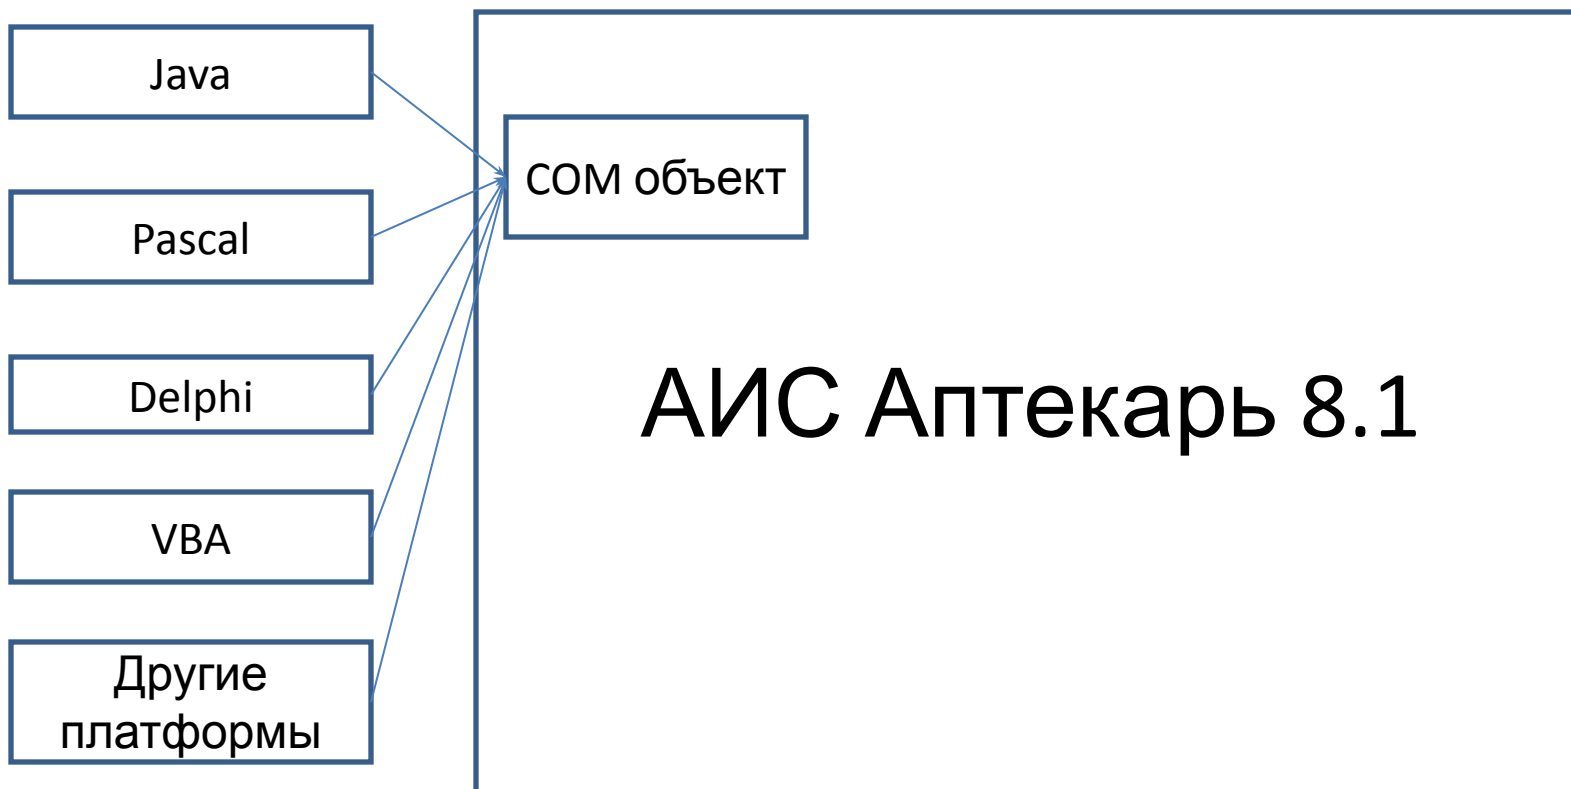 Java
Pascal
Delphi
VBA
Другие
платформы
COM объект
АИС Аптекарь 8.1